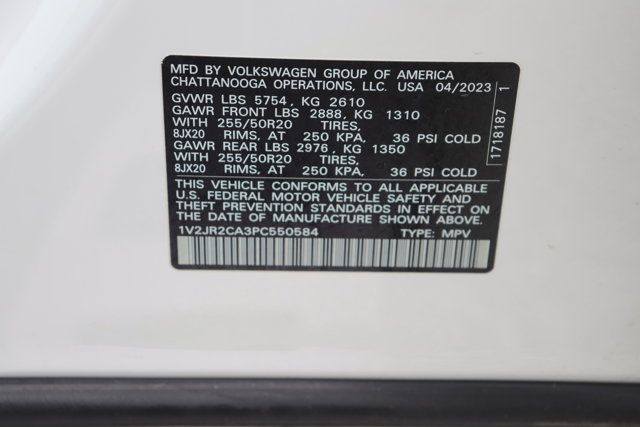 MFD BY VOLKSWAGEN GROUP OF AMERICA
CHATTANOOGA OPERATIONS, LLC. USA 04/2023
GVWR LBS 5754, KG 2610
GAWR FRONT LBS 2888, KG 1310
WITH 255/50R20 TIRES,
8JX20 RIMS, AT 250 KPA, 36 PSI COLD
GAWR REAR LBS 2976, KG 1350
WITH 255/50R20 TIRES,
8JX20 RIMS, AT 250 KPA, 36 PSI COLD
THIS VEHICLE CONFORMS TO ALL APPLICABLE
U.S. FEDERAL MOTOR VEHICLE SAFETY AND
THEFT PREVENTION STANDARDS IN EFFECT ON
THE DATE OF MANUFACTURE SHOWN ABOVE.
1V2JR2CA3PC550584 TYPE: MPV
1718187 1